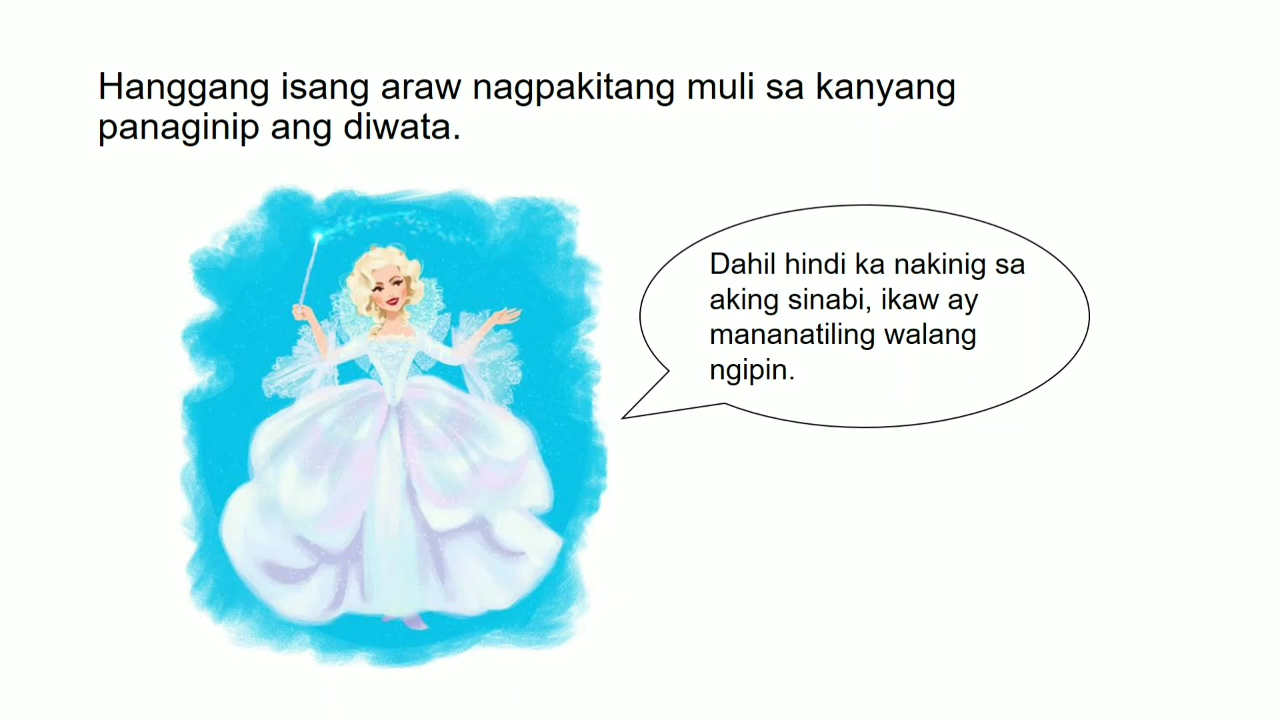 Hanggang isang araw nagpakitang muli sa kanyang
panaginip ang diwata.
Dahil hindi ka nakinig sa
aking sinabi, ikaw ay
mananatiling walang
ngipin.